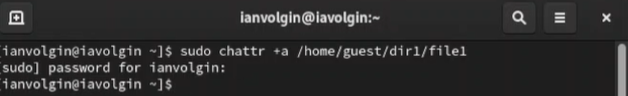 ianvolgin@iavolgin:~
[ianvolgin@iavolgin ~]$ sudo chattr +a /home/guest/dir1/file1
[sudo] password for ianvolgin:
[ianvolgin@iavolgin ~]$